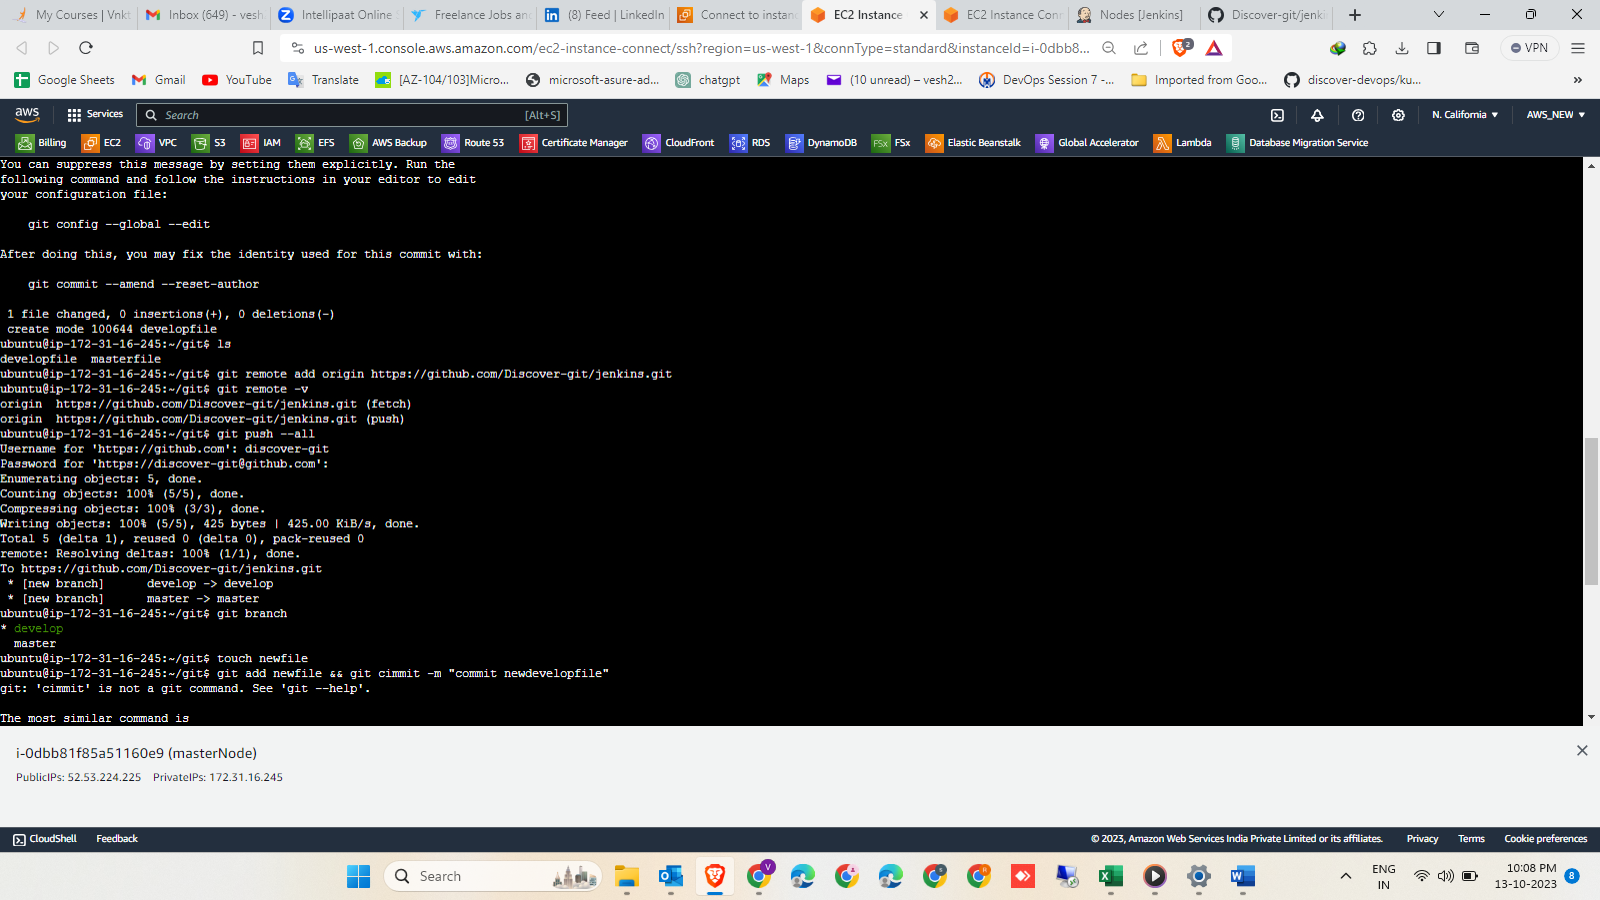 My Courses | Vnkt
Inbox (649) – vesh
Intellipaat Online
Freelance Jobs an
(8) Feed | LinkedIn
Connect to instan
EC2 Instance
EC2 Instance Conn
Nodes [Jenkins]
Discover-git/jenki
us-west-1.console.aws.amazon.com/ec2-instance-connect/ssh?region=us-west-1&connType=standard&instanceId=i-0dbb8...
2
VPN
Google Sheets
Gmail
YouTube
Translate
[AZ-104/103]Micro...
microsoft-asure-ad...
chatgpt
Maps
(10 unread) – vesh2...
DevOps Session 7 -...
Imported from Goo...
discover-devops/ku...
»
aws
Services
Search
[Alt+S]
N. California
AWS_NEW
Billing
EC2
VPC
S3
IAM
EFS
AWS Backup
Route 53
Certificate Manager
CloudFront
RDS
DynamoDB
FSx
FSx
Elastic Beanstalk
Global Accelerator
Lambda
Database Migration Service
You can suppress this message by setting them explicitly. Run the
following command and follow the instructions in your editor to edit
your configuration file:
git config --global --edit
After doing this, you may fix the identity used for this commit with:
git commit --amend --reset-author
1 file changed, 0 insertions(+), 0 deletions(-)
create mode 100644 developfile
ubuntu@ip-172-31-16-245:~/git$ ls
developfile  masterfile
ubuntu@ip-172-31-16-245:~/git$ git remote add origin https://github.com/Discover-git/jenkins.git
ubuntu@ip-172-31-16-245:~/git$ git remote -v
origin  https://github.com/Discover-git/jenkins.git (fetch)
origin  https://github.com/Discover-git/jenkins.git (push)
ubuntu@ip-172-31-16-245:~/git$ git push --all
Username for 'https://github.com': discover-git
Password for 'https://discover-git@github.com':
Enumerating objects: 5, done.
Counting objects: 100% (5/5), done.
Compressing objects: 100% (3/3), done.
Writing objects: 100% (5/5), 425 bytes | 425.00 KiB/s, done.
Total 5 (delta 1), reused 0 (delta 0), pack-reused 0
remote: Resolving deltas: 100% (1/1), done.
To https://github.com/Discover-git/jenkins.git
* [new branch]      develop -> develop
* [new branch]      master -> master
ubuntu@ip-172-31-16-245:~/git$ git branch
* develop
master
ubuntu@ip-172-31-16-245:~/git$ touch newfile
ubuntu@ip-172-31-16-245:~/git$ git add newfile && git cimmit -m "commit newdevelopfile"
git: 'cimmit' is not a git command. See 'git --help'.
The most similar command is
i-0dbb81f85a51160e9 (masterNode)
PublicIPs: 52.53.224.225    PrivateIPs: 172.31.16.245
CloudShell
Feedback
© 2023, Amazon Web Services India Private Limited or its affiliates.
Privacy
Terms
Cookie preferences
Search
V
ENG
IN
10:08 PM
13-10-2023
8